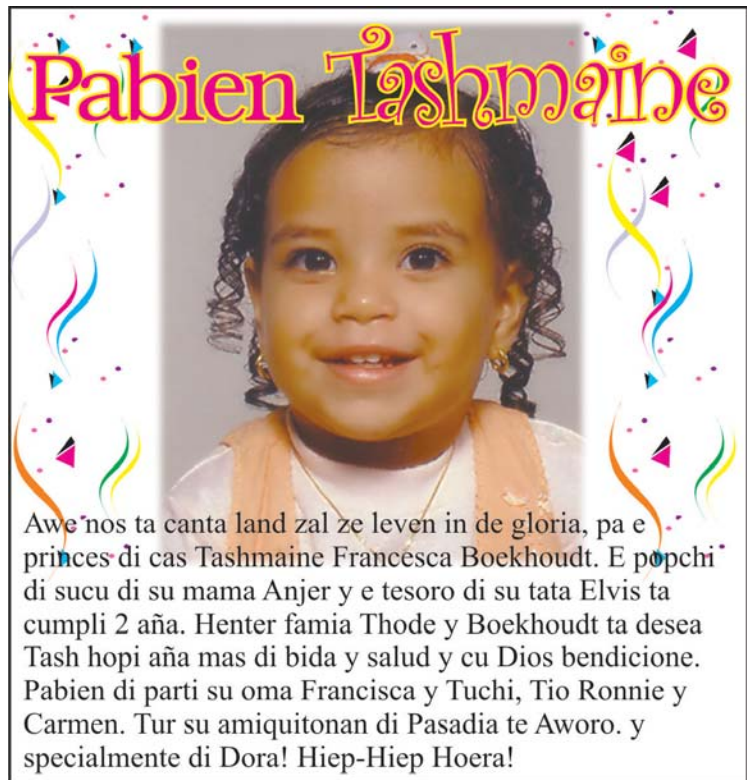 Pabien Tashmaine
Awe nos ta canta land zal ze leven in de gloria, pa e
princes di cas Tashmaine Francesca Boekhoudt. E popchi
di sucu di su mama Anjer y e tesoro di su tata Elvis ta
cumpli 2 aña. Henter famia Thode y Boekhoudt ta desea
Tash hopi aña mas di bida y salud y cu Dios bendicione.
Pabien di parti su oma Francisca y Tuchi, Tio Ronnie y
Carmen. Tur su amiquitonan di Pasadia te Aworo. y
specialmente di Dora! Hiep-Hiep Hoera!